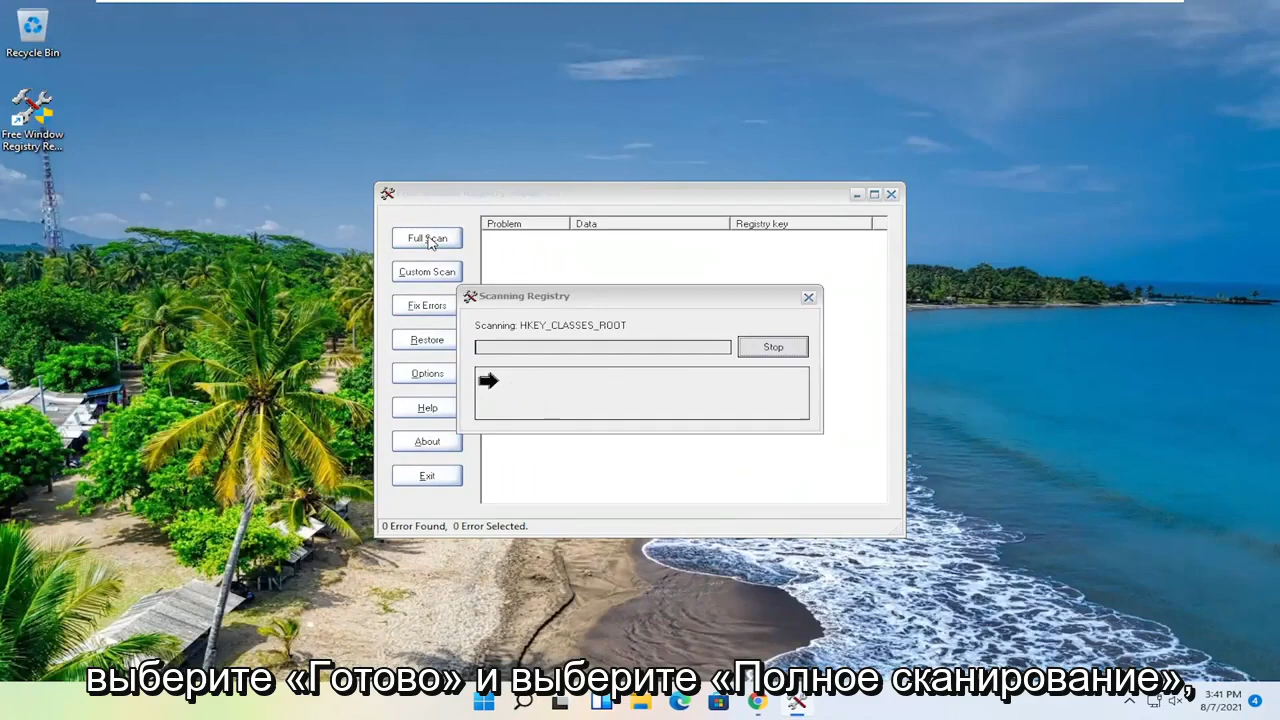 Recycle Bin
Free Window
Registry Re...
Problem
Data
Registry key
Full Scan
Custom Scan
Fix Errors
Restore
Options
Help
About
Exit
Scanning Registry
Scanning: HKEY_CLASSES_ROOT
Stop
0 Error Found, 0 Error Selected.
выберите «Готово» и выберите «Полное сканирование»,
3:41 PM
8/7/2021
4